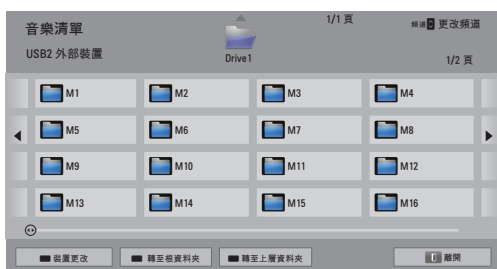 音樂清單
1/1 頁
頻道 更改頻道
USB2 外部裝置
Drive1
1/2 頁
M1 M2 M3 M4
M5 M6 M7 M8
M9 M10 M11 M12
M13 M14 M15 M16
裝置更改 轉至根資料夾 轉至上層資料夾 離開